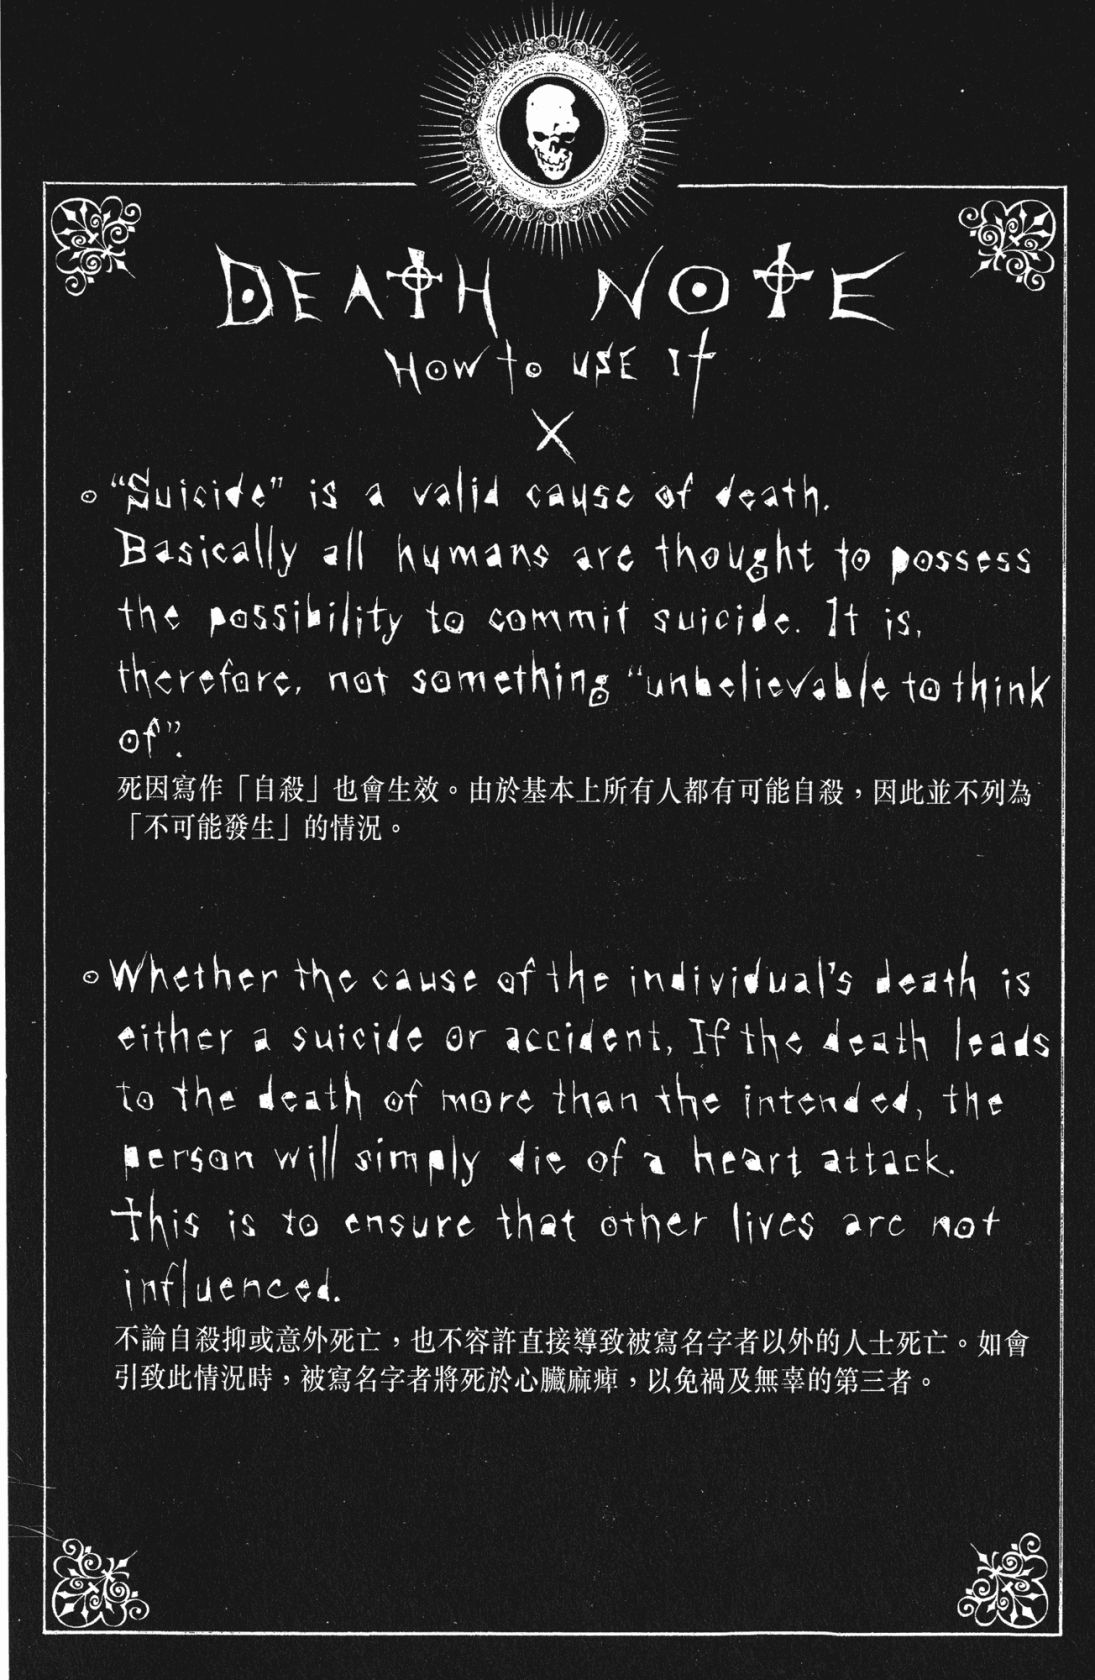 DEATH NOTE
HOW to USE It
X
"Suicide" is a valid cause of death.
Basically all humans are thought to possess
the possibility to commit suicide. It is,
therefore, not something "unbelievable to think
of".
死因寫作「自殺」也會生效。由於基本上所有人都有可能自殺，因此並不列為
「不可能發生」的情況。
Whether the cause of the individual's death is
either a suicide or accident, If the death leads
to the death of more than the intended, the
person will simply die of a heart attack.
This is to ensure that other lives are not
influenced.
不論自殺抑或意外死亡，也不容許直接導致被寫名字者以外的人士死亡。如會
引致此情況時，被寫名字者將死於心臟麻痺，以免禍及無辜的第三者。